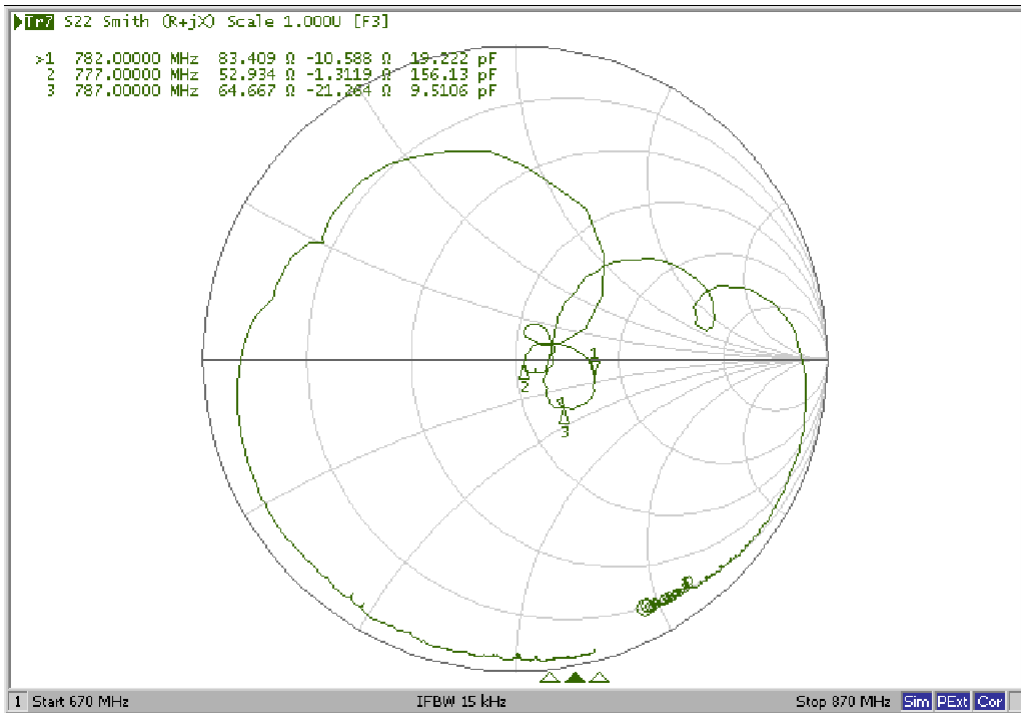 Tr7 S22 Smith (R+jX) Scale 1.000U [F3]
>1 782.00000 MHz 83.409 Ω -10.588 Ω 19.222 pF
2 777.00000 MHz 52.934 Ω -1.3119 Ω 156.13 pF
3 787.00000 MHz 64.667 Ω -21.264 Ω 9.5106 pF
1
2
3
1 Start 670 MHz IFBW 15 kHz Stop 870 MHz Sim PExt Cor